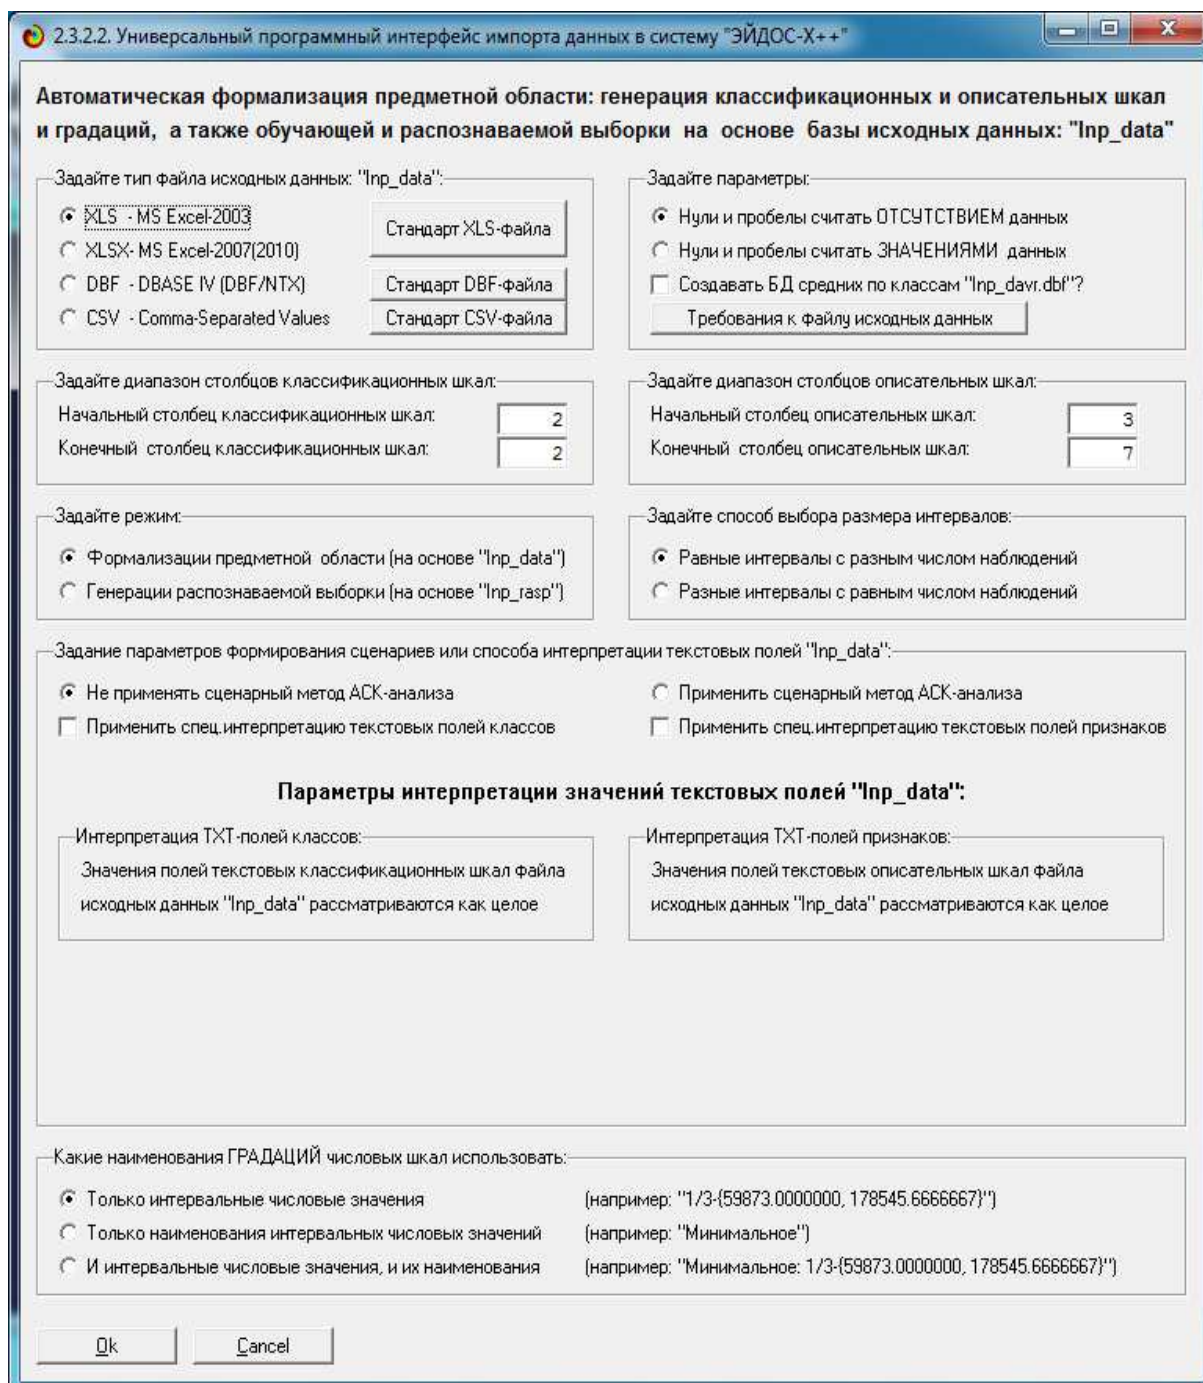 2.3.2.2. Универсальный программный интерфейс импорта данных в систему "ЭЙДОС-X++"
Автоматическая формализация предметной области: генерация классификационных и описательных шкал
и градаций, а также обучающей и распознаваемой выборки на основе базы исходных данных: "Inp_data"
Задайте тип файла исходных данных: "Inp_data":
XLS - MS Excel-2003
XLSX- MS Excel-2007(2010)
DBF - DBASE IV (DBF/NTX)
CSV - Comma-Separated Values
Стандарт XLS-файла
Стандарт DBF-файла
Стандарт CSV-файла
Задайте параметры:
Нули и пробелы считать ОТСУТСТВИЕМ данных
Нули и пробелы считать ЗНАЧЕНИЯМИ данных
Создавать БД средних по классам "Inp_davr.dbf"?
Требования к файлу исходных данных
Задайте диапазон столбцов классификационных шкал:
Начальный столбец классификационных шкал: 2
Конечный столбец классификационных шкал: 2
Задайте диапазон столбцов описательных шкал:
Начальный столбец описательных шкал: 3
Конечный столбец описательных шкал: 7
Задайте режим:
Формализации предметной области (на основе "Inp_data")
Генерации распознаваемой выборки (на основе "Inp_rasp")
Задайте способ выбора размера интервалов:
Равные интервалы с разным числом наблюдений
Разные интервалы с равным числом наблюдений
Задание параметров формирования сценариев или способа интерпретации текстовых полей "Inp_data":
Не применять сценарный метод АСК-анализа
Применить сценарный метод АСК-анализа
Применить спец.интерпретацию текстовых полей классов
Применить спец.интерпретацию текстовых полей признаков
Параметры интерпретации значений текстовых полей "Inp_data":
Интерпретация TXT-полей классов:
Значения полей текстовых классификационных шкал файла
исходных данных "Inp_data" рассматриваются как целое
Интерпретация TXT-полей признаков:
Значения полей текстовых описательных шкал файла
исходных данных "Inp_data" рассматриваются как целое
Какие наименования ГРАДАЦИЙ числовых шкал использовать:
Только интервальные числовые значения (например: "1/3-{59873.0000000, 178545.6666667}")
Только наименования интервальных числовых значений (например: "Минимальное")
И интервальные числовые значения, и их наименования (например: "Минимальное: 1/3-{59873.0000000, 178545.6666667}")
Ok
Cancel